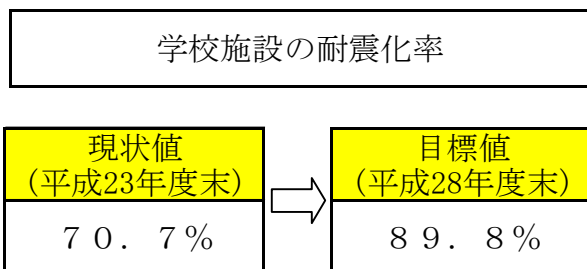 学校施設の耐震化率
現状値
(平成23年度末)
７０．７％
目標値
(平成28年度末)
８９．８％